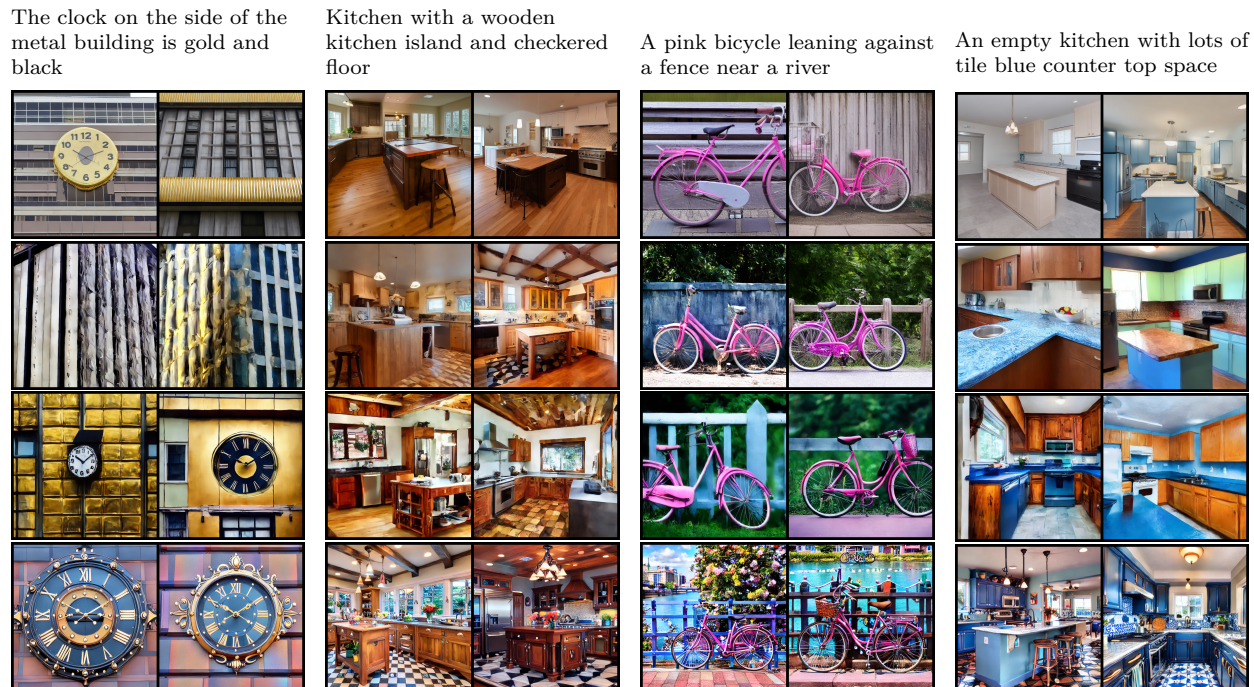 The clock on the side of the
metal building is gold and
black
Kitchen with a wooden
kitchen island and checkered
floor
A pink bicycle leaning against
a fence near a river
An empty kitchen with lots of
tile blue counter top space